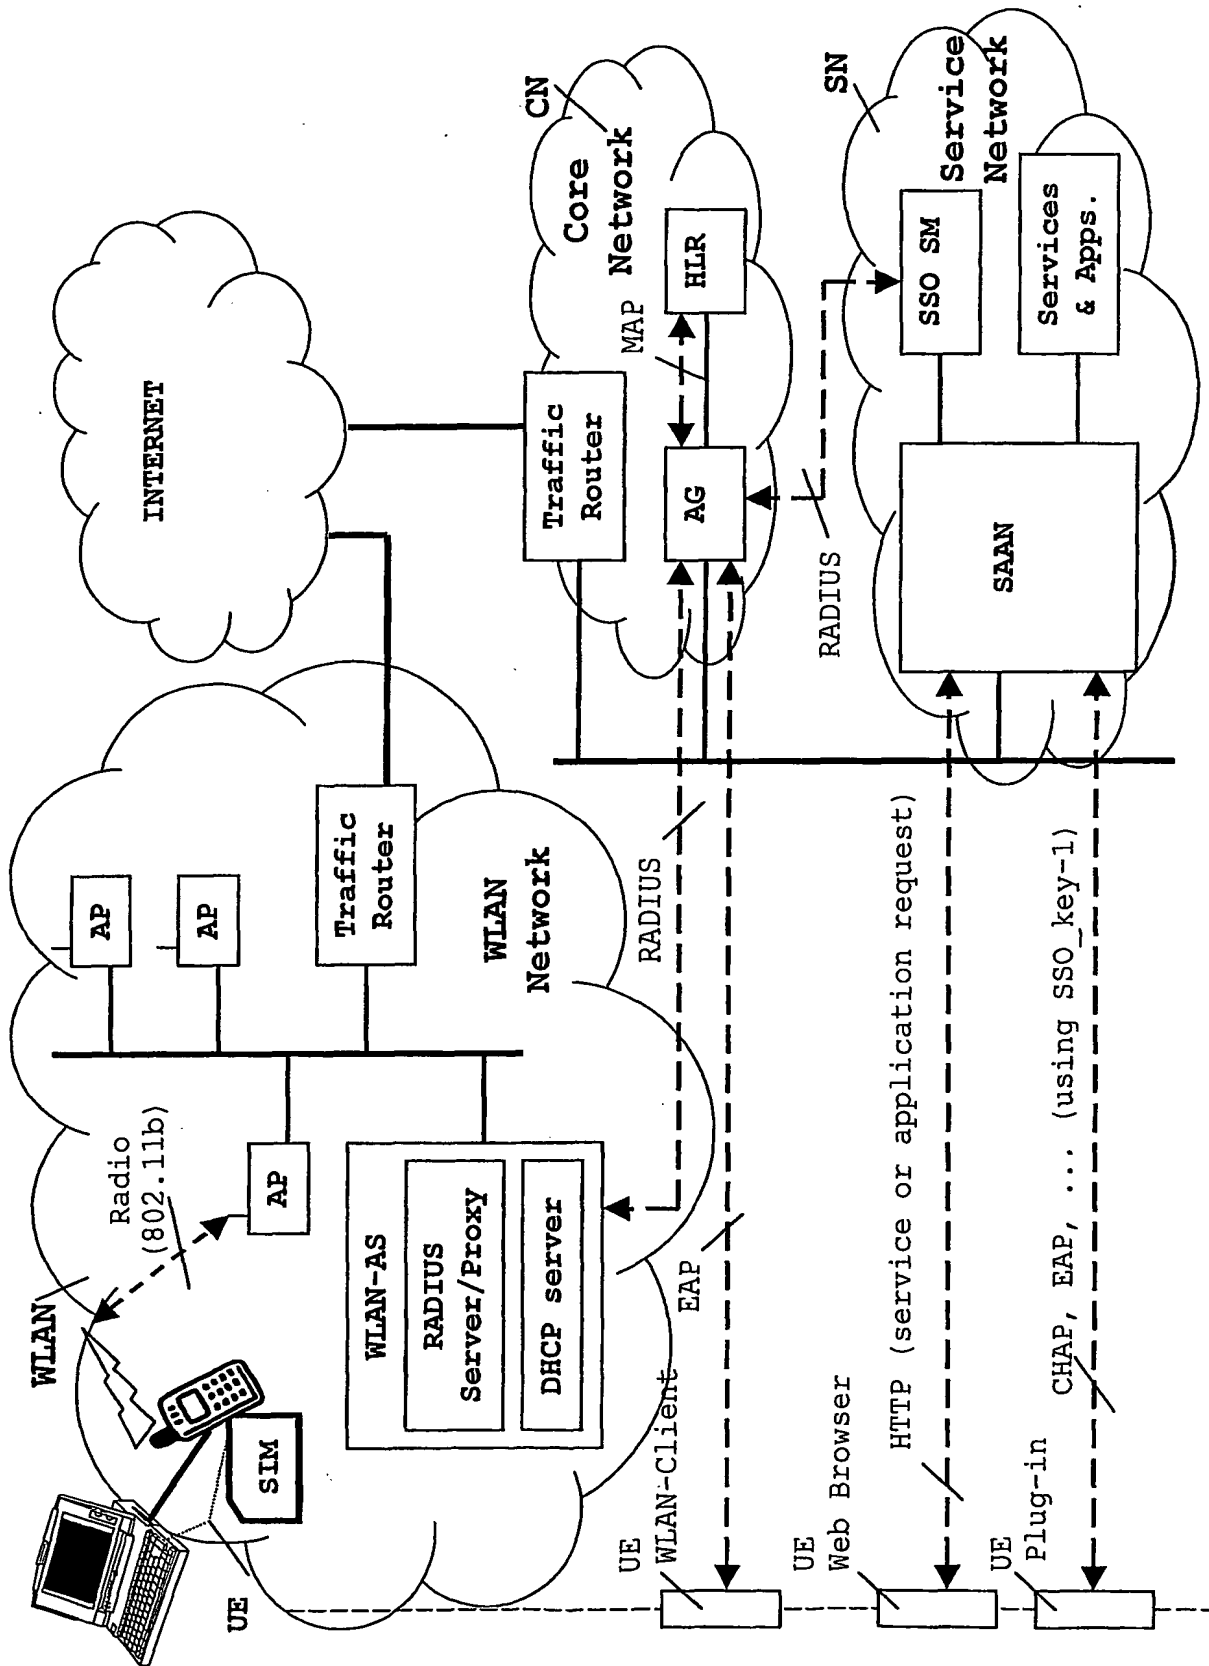 UE
SIM
WLAN
Radio
(802.11b)
AP
AP
AP
WLAN-AS
RADIUS
Server/Proxy
DHCP server
Traffic
Router
WLAN
Network
INTERNET
Traffic
Router
Core
Network
CN
AG
MAP
HLR
RADIUS
EAP
RADIUS
SN
Service
Network
SSO SM
Services
& Apps.
SAAN
UE
WLAN-Client
UE
Web Browser
HTTP (service or application request)
UE
Plug-in
CHAP, EAP, ... (using SSO_key-1)